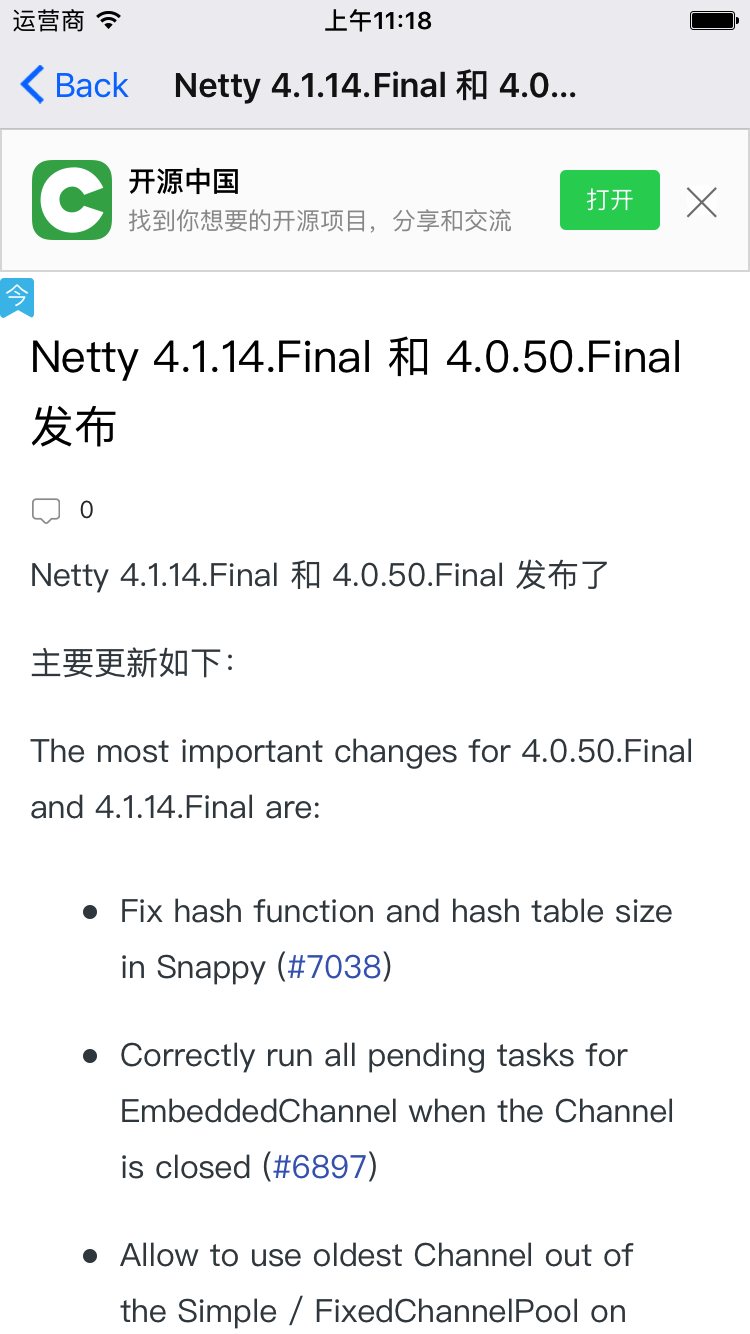 运营商 上午11:18
Back Netty 4.1.14.Final 和 4.0...
开源中国
找到你想要的开源项目，分享和交流
打开
今
Netty 4.1.14.Final 和 4.0.50.Final
发布
0
Netty 4.1.14.Final 和 4.0.50.Final 发布了
主要更新如下：
The most important changes for 4.0.50.Final
and 4.1.14.Final are:
Fix hash function and hash table size
in Snappy (#7038)
Correctly run all pending tasks for
EmbeddedChannel when the Channel
is closed (#6897)
Allow to use oldest Channel out of
the Simple / FixedChannelPool on